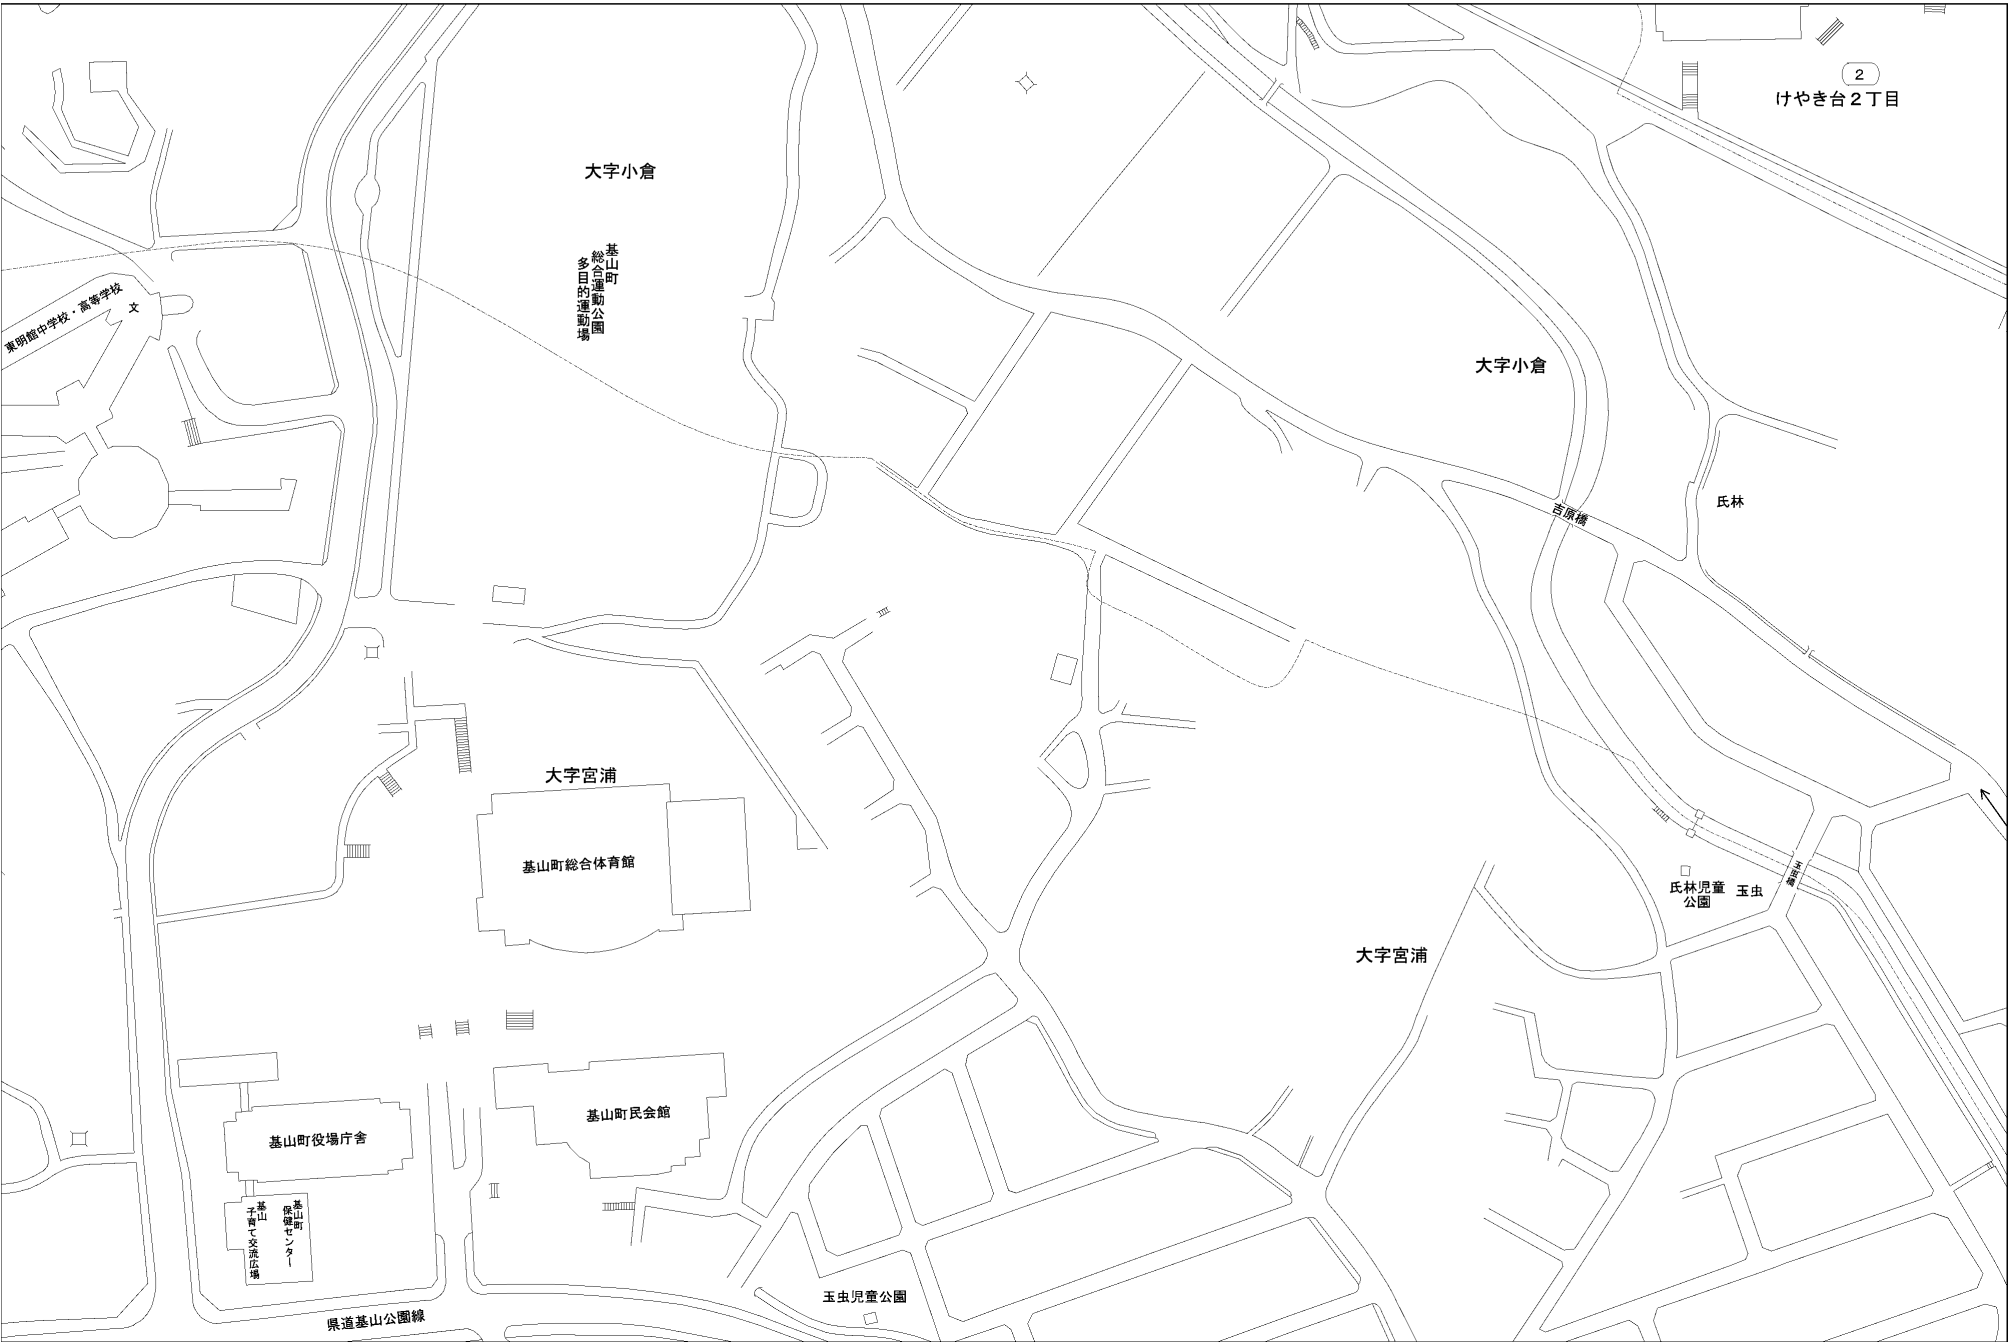 2
けやき台2丁目
大字小倉
基山町
総合運動公園
多目的運動場
東明館中学校・高等学校
文
大字小倉
吉原橋
氏林
大字宮浦
基山町総合体育館
玉虫橋
氏林児童
公園
玉虫
大字宮浦
基山町民会館
基山町役場庁舎
基山町
保健センター
基山
子育て交流広場
玉虫児童公園
県道基山公園線